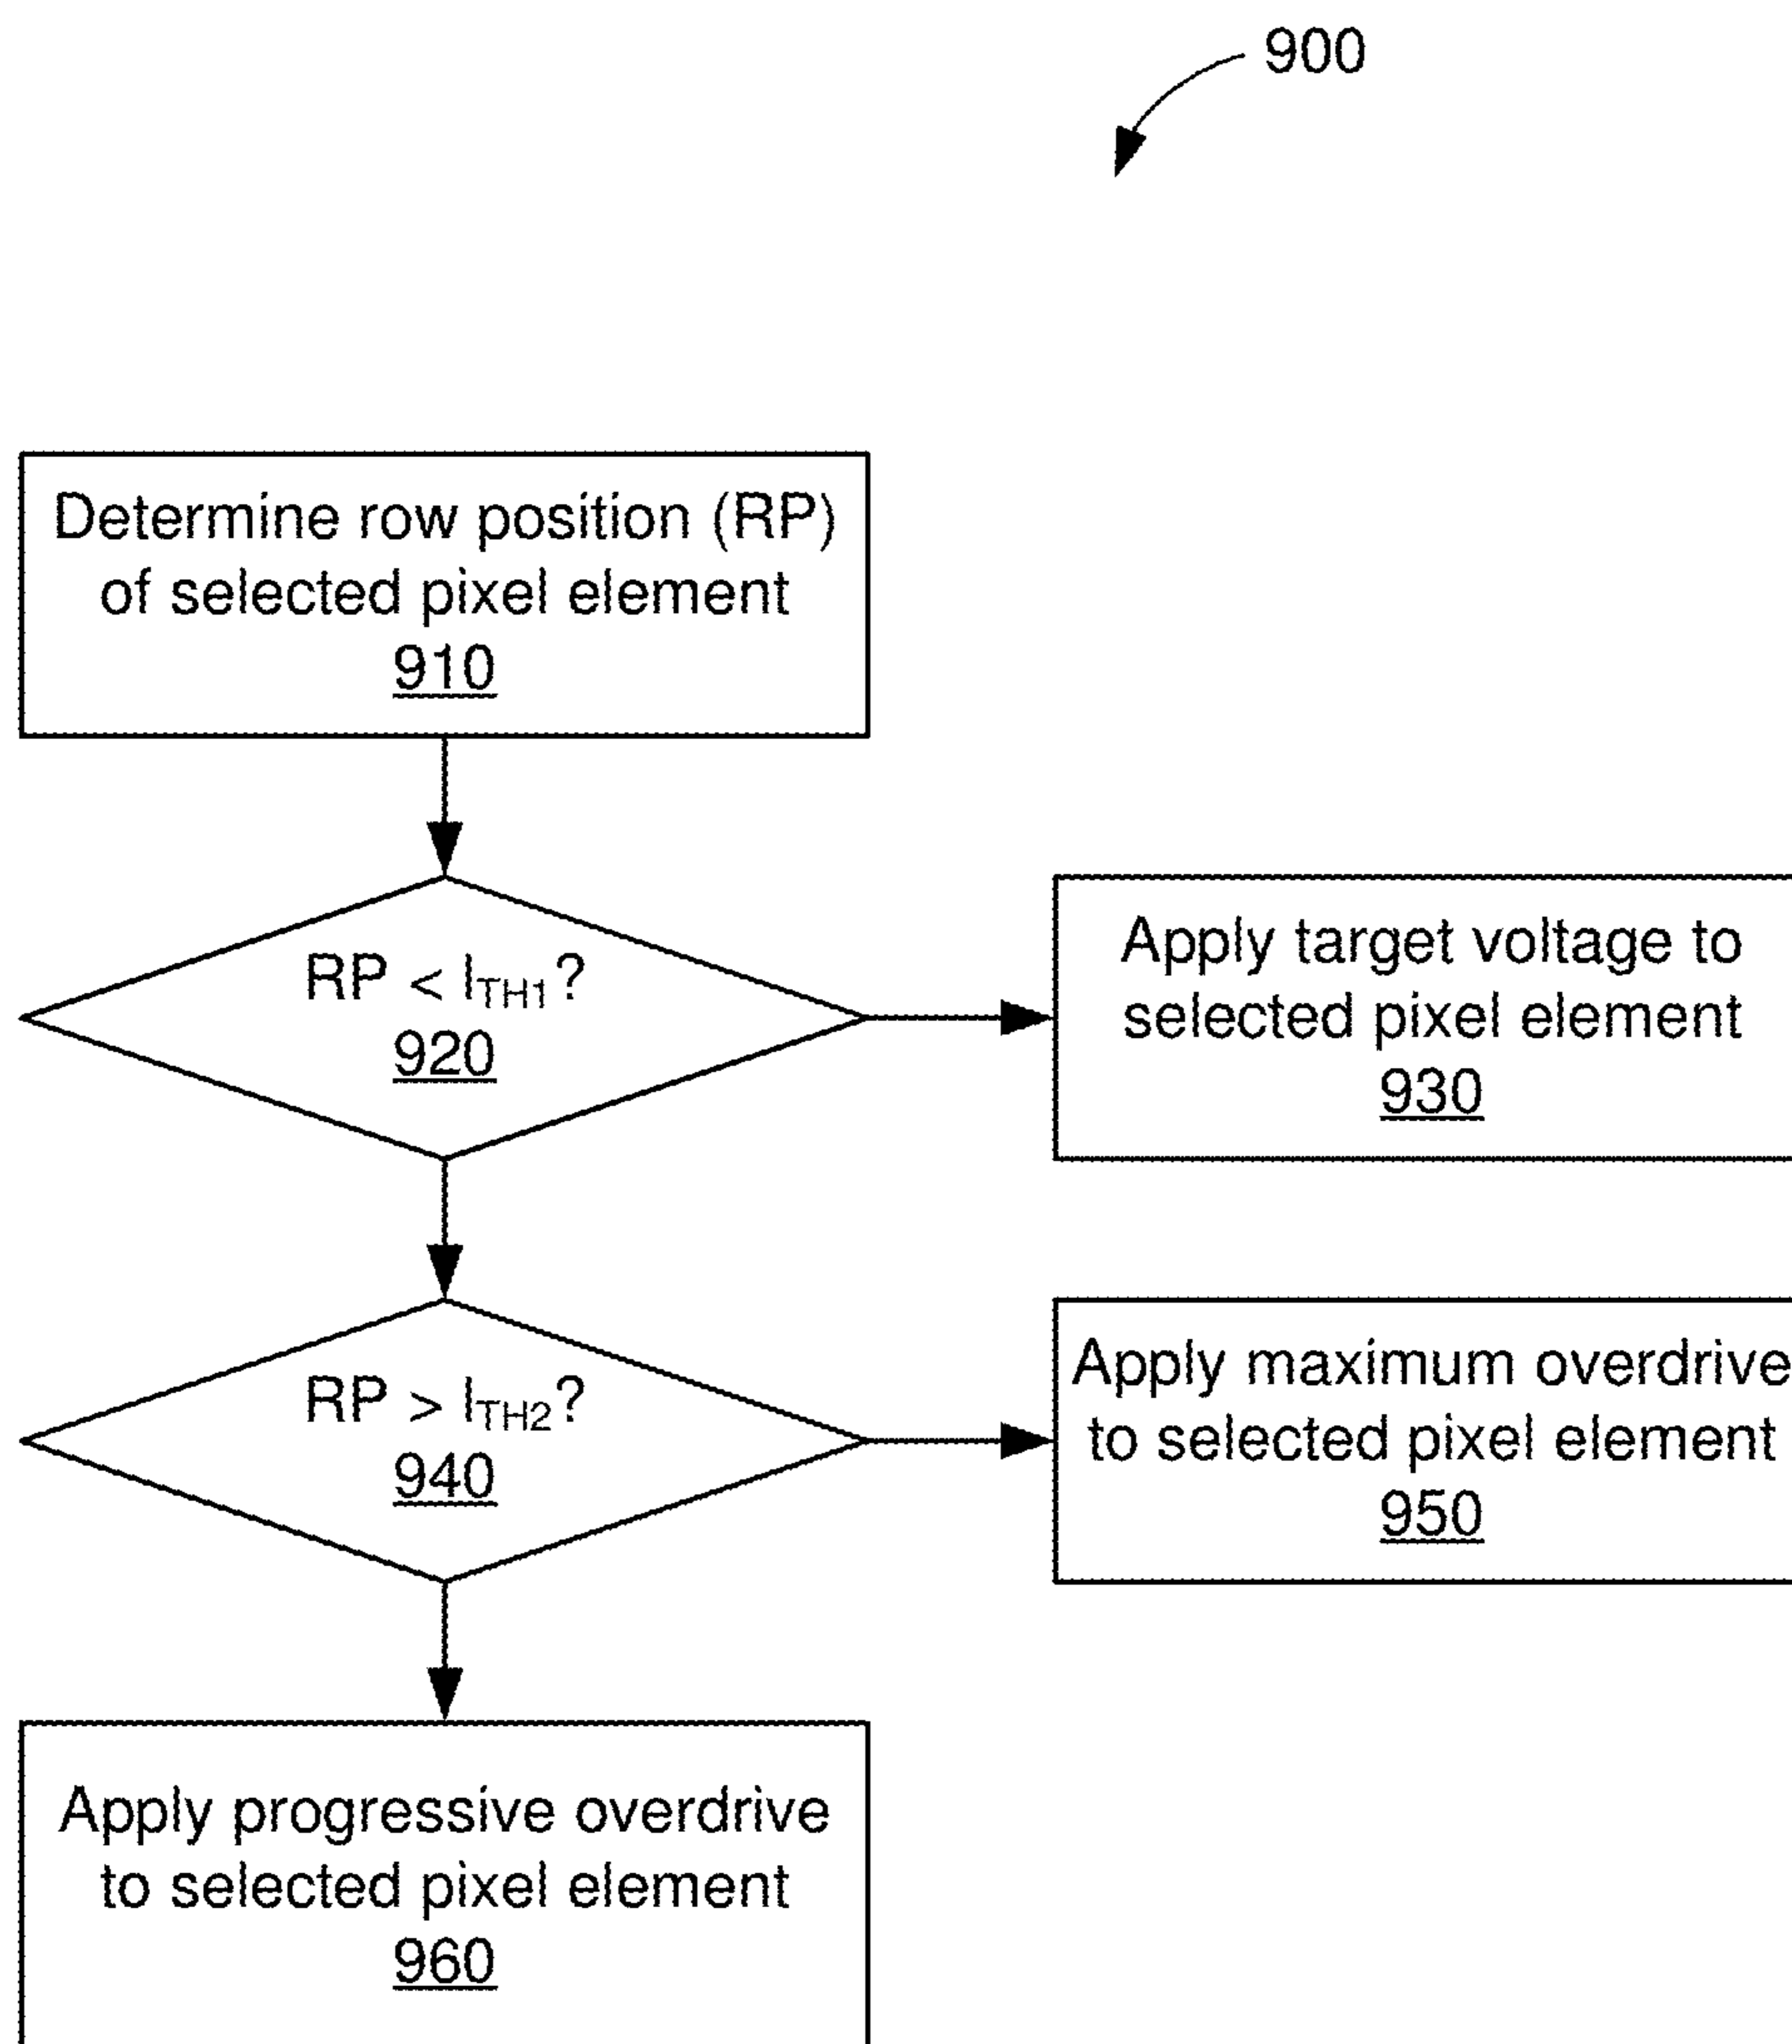 900
Determine row position (RP)
of selected pixel element
910
RP < I_TH1?
920
Apply target voltage to
selected pixel element
930
RP > I_TH2?
940
Apply maximum overdrive
to selected pixel element
950
Apply progressive overdrive
to selected pixel element
960